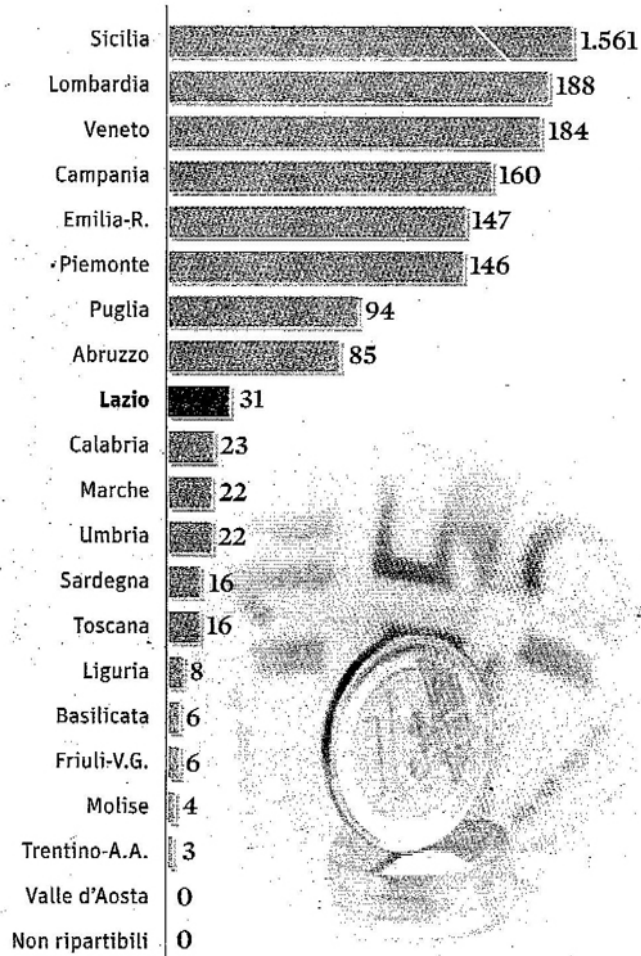 Sicilia 1.561
Lombardia 188
Veneto 184
Campania 160
Emilia-R. 147
Piemonte 146
Puglia 94
Abruzzo 85
Lazio 31
Calabria 23
Marche 22
Umbria 22
Sardegna 16
Toscana 16
Liguria 8
Basilicata 6
Friuli-V.G. 6
Molise 4
Trentino-A.A. 3
Valle d'Aosta 0
Non ripartibili 0